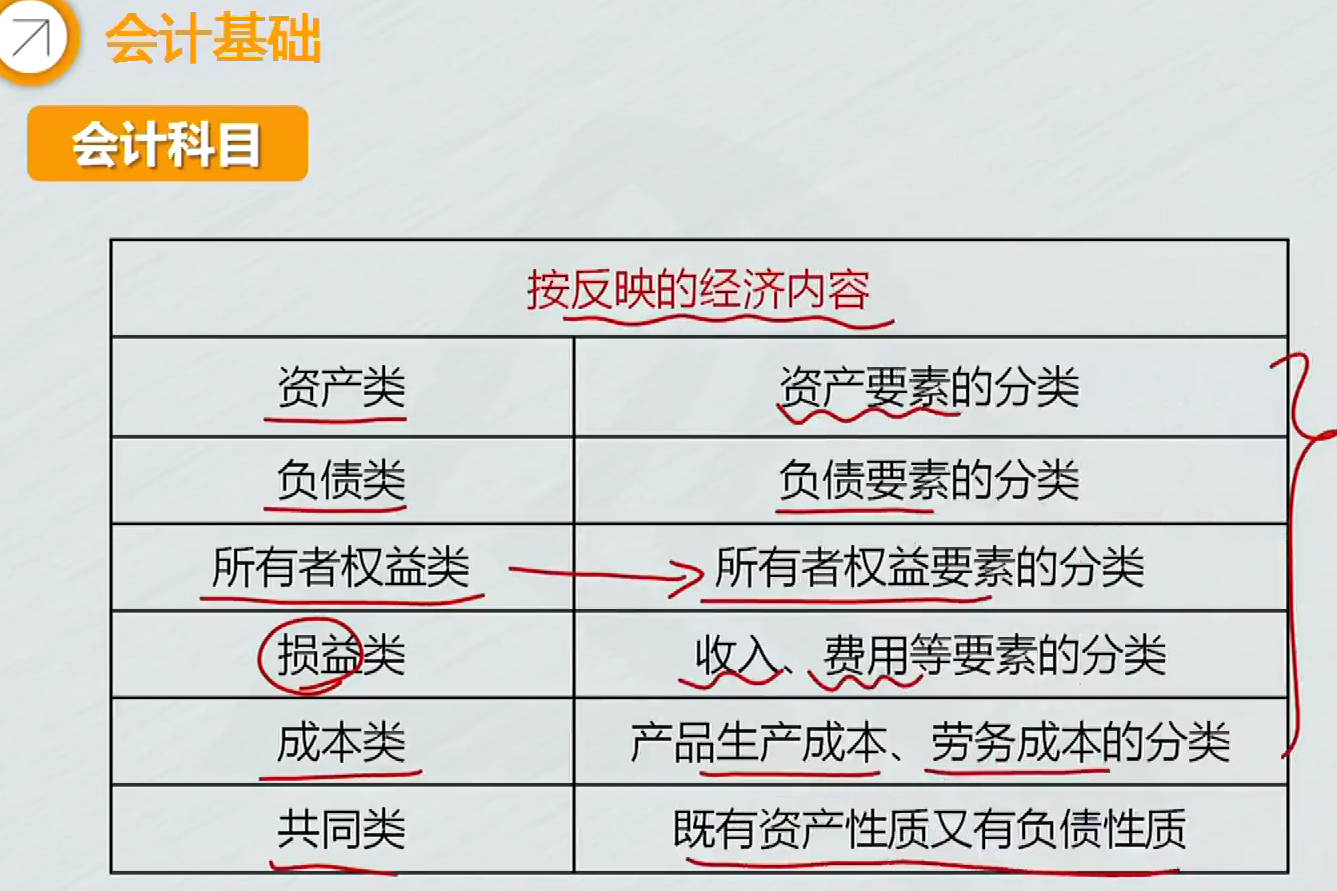 会计基础
会计科目
按反映的经济内容
资产类 资产要素的分类
负债类 负债要素的分类
所有者权益类 所有者权益要素的分类
损益类 收入、费用等要素的分类
成本类 产品生产成本、劳务成本的分类
共同类 既有资产性质又有负债性质